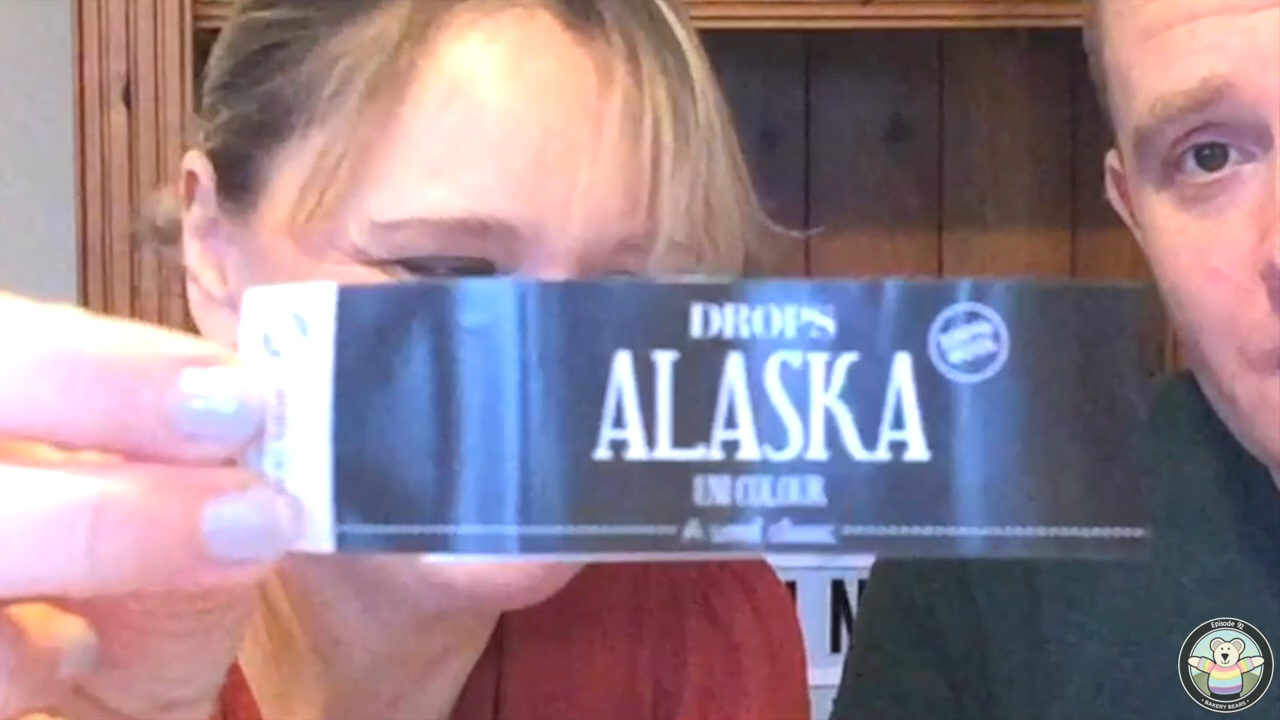 DROPS
ALASKA
UNI COLOUR
N
Episode 92
• BAKERY BEARS •